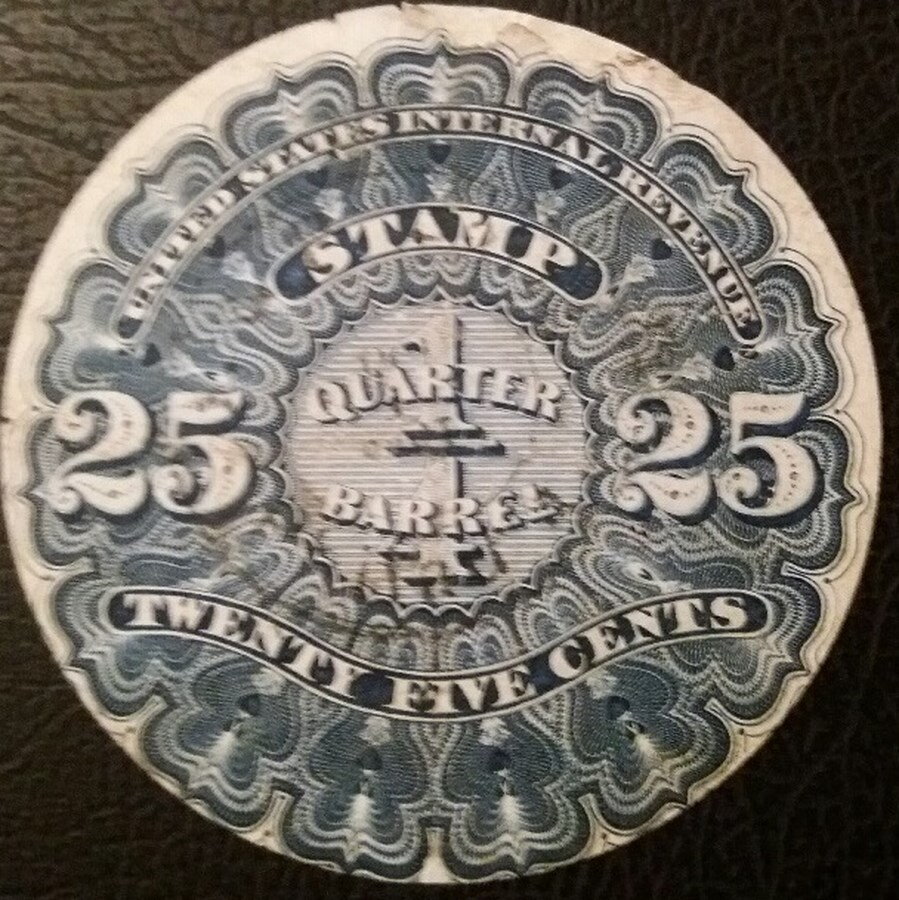 UNITED STATES INTERNAL REVENUE
STAMP
1
QUARTER
25 25
4
BARREL
TWENTY FIVE CENTS